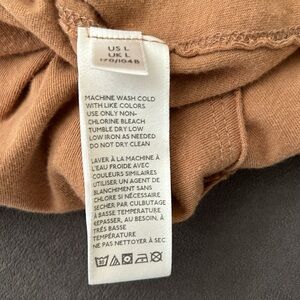 US L
UK L
170/104B
MACHINE WASH COLD
WITH LIKE COLORS
USE ONLY NON-
CHLORINE BLEACH
TUMBLE DRY LOW
LOW IRON AS NEEDED
DO NOT DRY CLEAN
LAVER À LA MACHINE À
L'EAU FROIDE AVEC
COULEURS SIMILAIRES
UTILISER UN AGENT DE
BLANCHIMENT SANS
CHLORE SI NÉCESSAIRE
SÉCHER PAR CULBUTAGE
À BASSE TEMPÉRATURE
REPASSER, AU BESOIN, À
TRÈS BASSE
TEMPÉRATURE
NE PAS NETTOYER À SEC